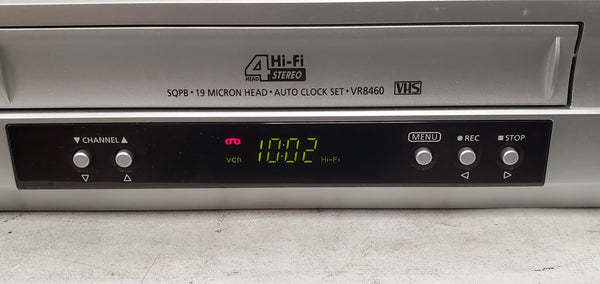 4 HEAD Hi-Fi STEREO
SQPB • 19 MICRON HEAD • AUTO CLOCK SET • VR8460 VHS
▼ CHANNEL ▲ MENU ● REC ■ STOP
VCR 10:02 Hi-Fi